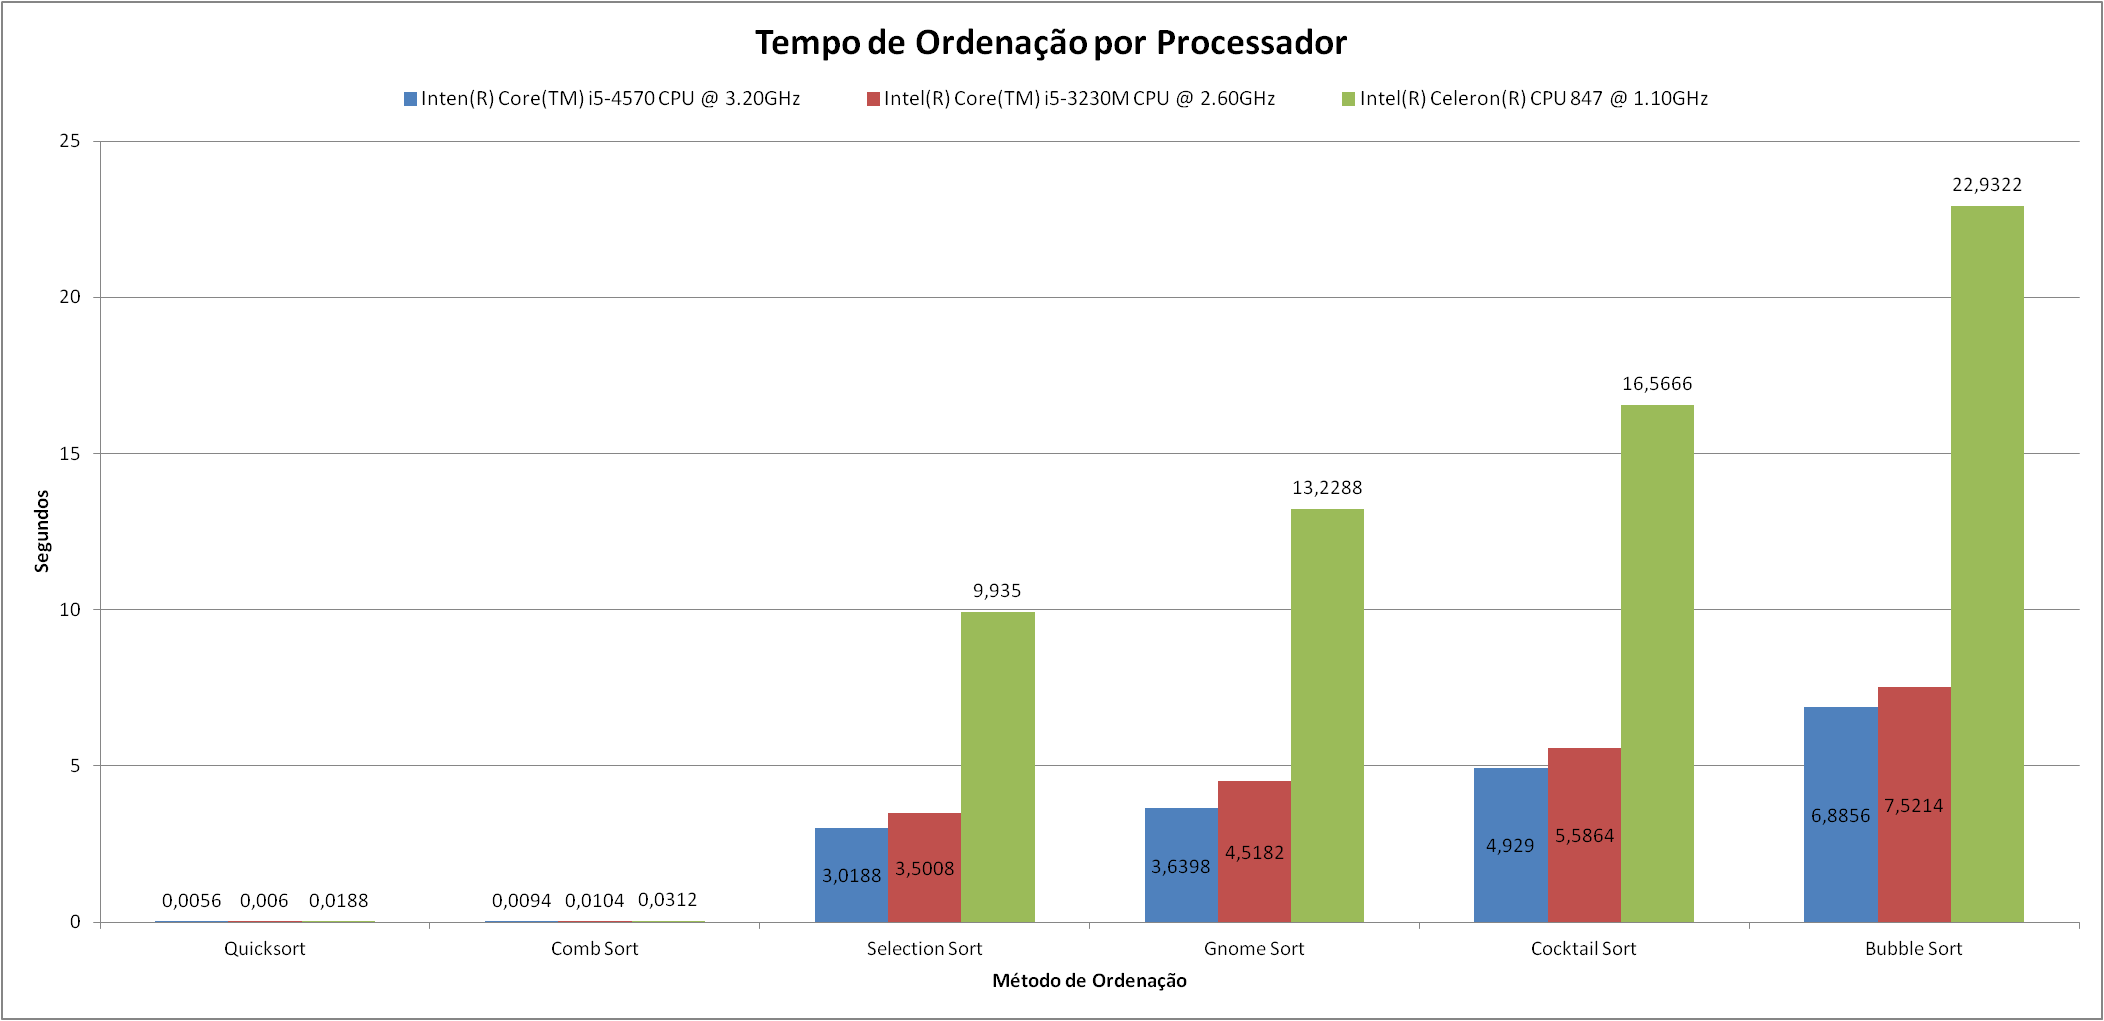 Tempo de Ordenação por Processador
Inten(R) Core(TM) i5-4570 CPU @ 3.20GHz
Intel(R) Core(TM) i5-3230M CPU @ 2.60GHz
Intel(R) Celeron(R) CPU 847 @ 1.10GHz
25
20
15
10
5
0
Segundos
0,0056 0,006 0,0188
0,0094 0,0104 0,0312
3,0188 3,5008 9,935
3,6398 4,5182 13,2288
4,929 5,5864 16,5666
6,8856 7,5214 22,9322
Quicksort
Comb Sort
Selection Sort
Gnome Sort
Cocktail Sort
Bubble Sort
Método de Ordenação